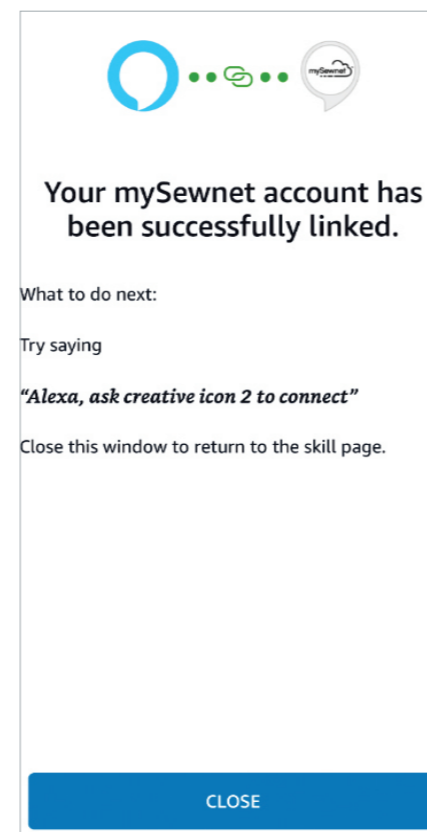 mySewnet
Your mySewnet account has
been successfully linked.
What to do next:
Try saying
“Alexa, ask creative icon 2 to connect”
Close this window to return to the skill page.
CLOSE